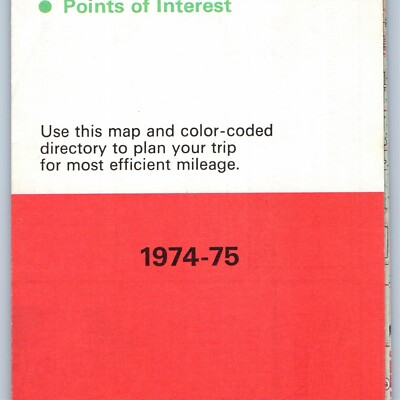 ● Points of Interest
Use this map and color-coded
directory to plan your trip
for most efficient mileage.
1974-75